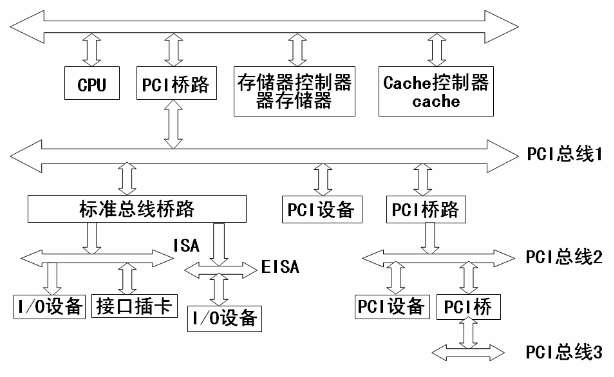 CPU
PCI桥路
存储器控制器
器存储器
Cache控制器
cache
PCI总线1
标准总线桥路
PCI设备
PCI桥路
ISA
EISA
PCI总线2
I/O设备
接口插卡
I/O设备
PCI设备
PCI桥
PCI总线3